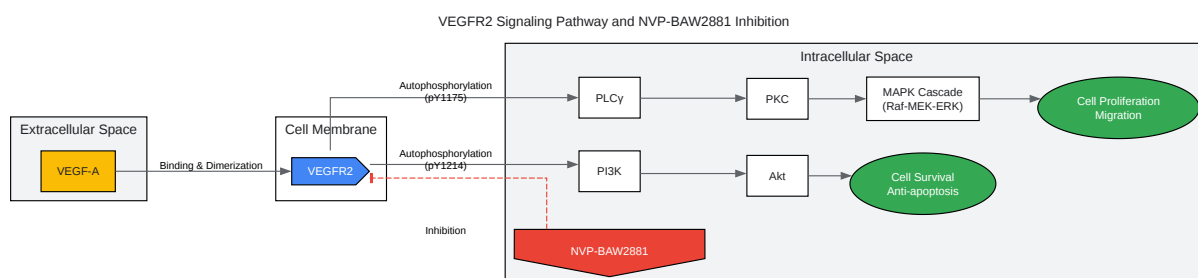 VEGFR2 Signaling Pathway and NVP-BAW2881 Inhibition
Extracellular Space
VEGF-A
Binding & Dimerization
Cell Membrane
VEGFR2
Autophosphorylation
(pY1175)
Autophosphorylation
(pY1214)
Inhibition
Intracellular Space
PLCγ
PKC
MAPK Cascade
(Raf-MEK-ERK)
Cell Proliferation
Migration
PI3K
Akt
Cell Survival
Anti-apoptosis
NVP-BAW2881